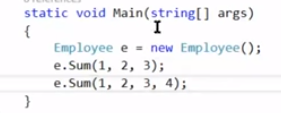 static void Main(string[] args)
{
Employee e = new Employee();
e.Sum(1, 2, 3);
e.Sum(1, 2, 3, 4);
}